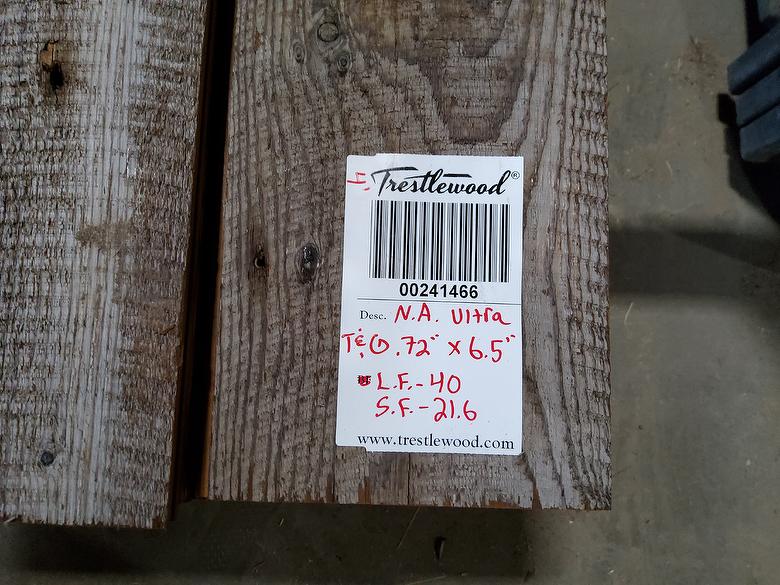 Trestlewood®
00241466
Desc. N.A. Ultra
T&G .72" x 6.5"
L.F.-40
S.F.-21.6
www.trestlewood.com